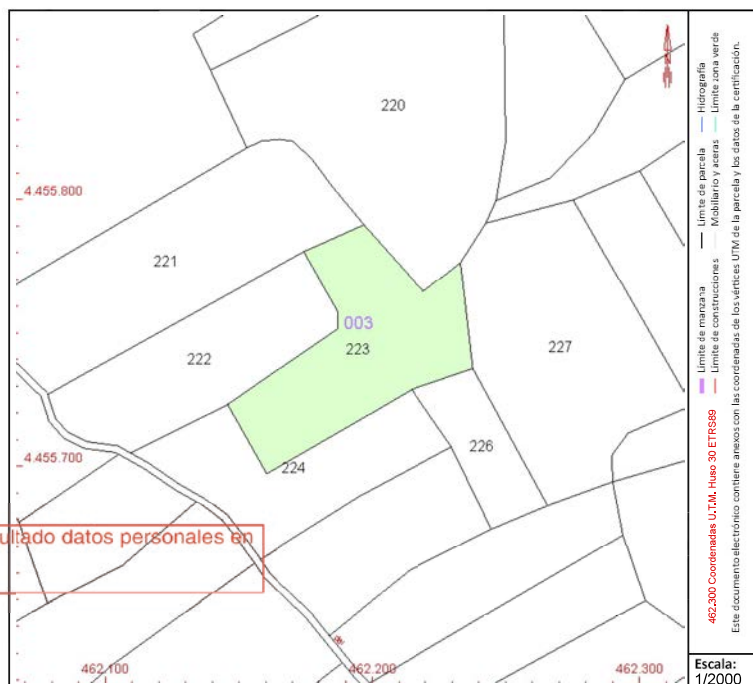 220
4.455.800
221
003
223
227
222
226
4.455.700
224
ultado datos personales en
462.100
462.200
462.300
Límite de manzana
Límite de parcela
Hidrografía
Límite de construcciones
Mobiliario y aceras
Límite zona verde
462.300 Coordenadas U.T.M. Huso 30 ETRS89
Este documento electrónico contiene anexos con las coordenadas de los vértices UTM de la parcela y los datos de la certificación.
Escala:
1/2000